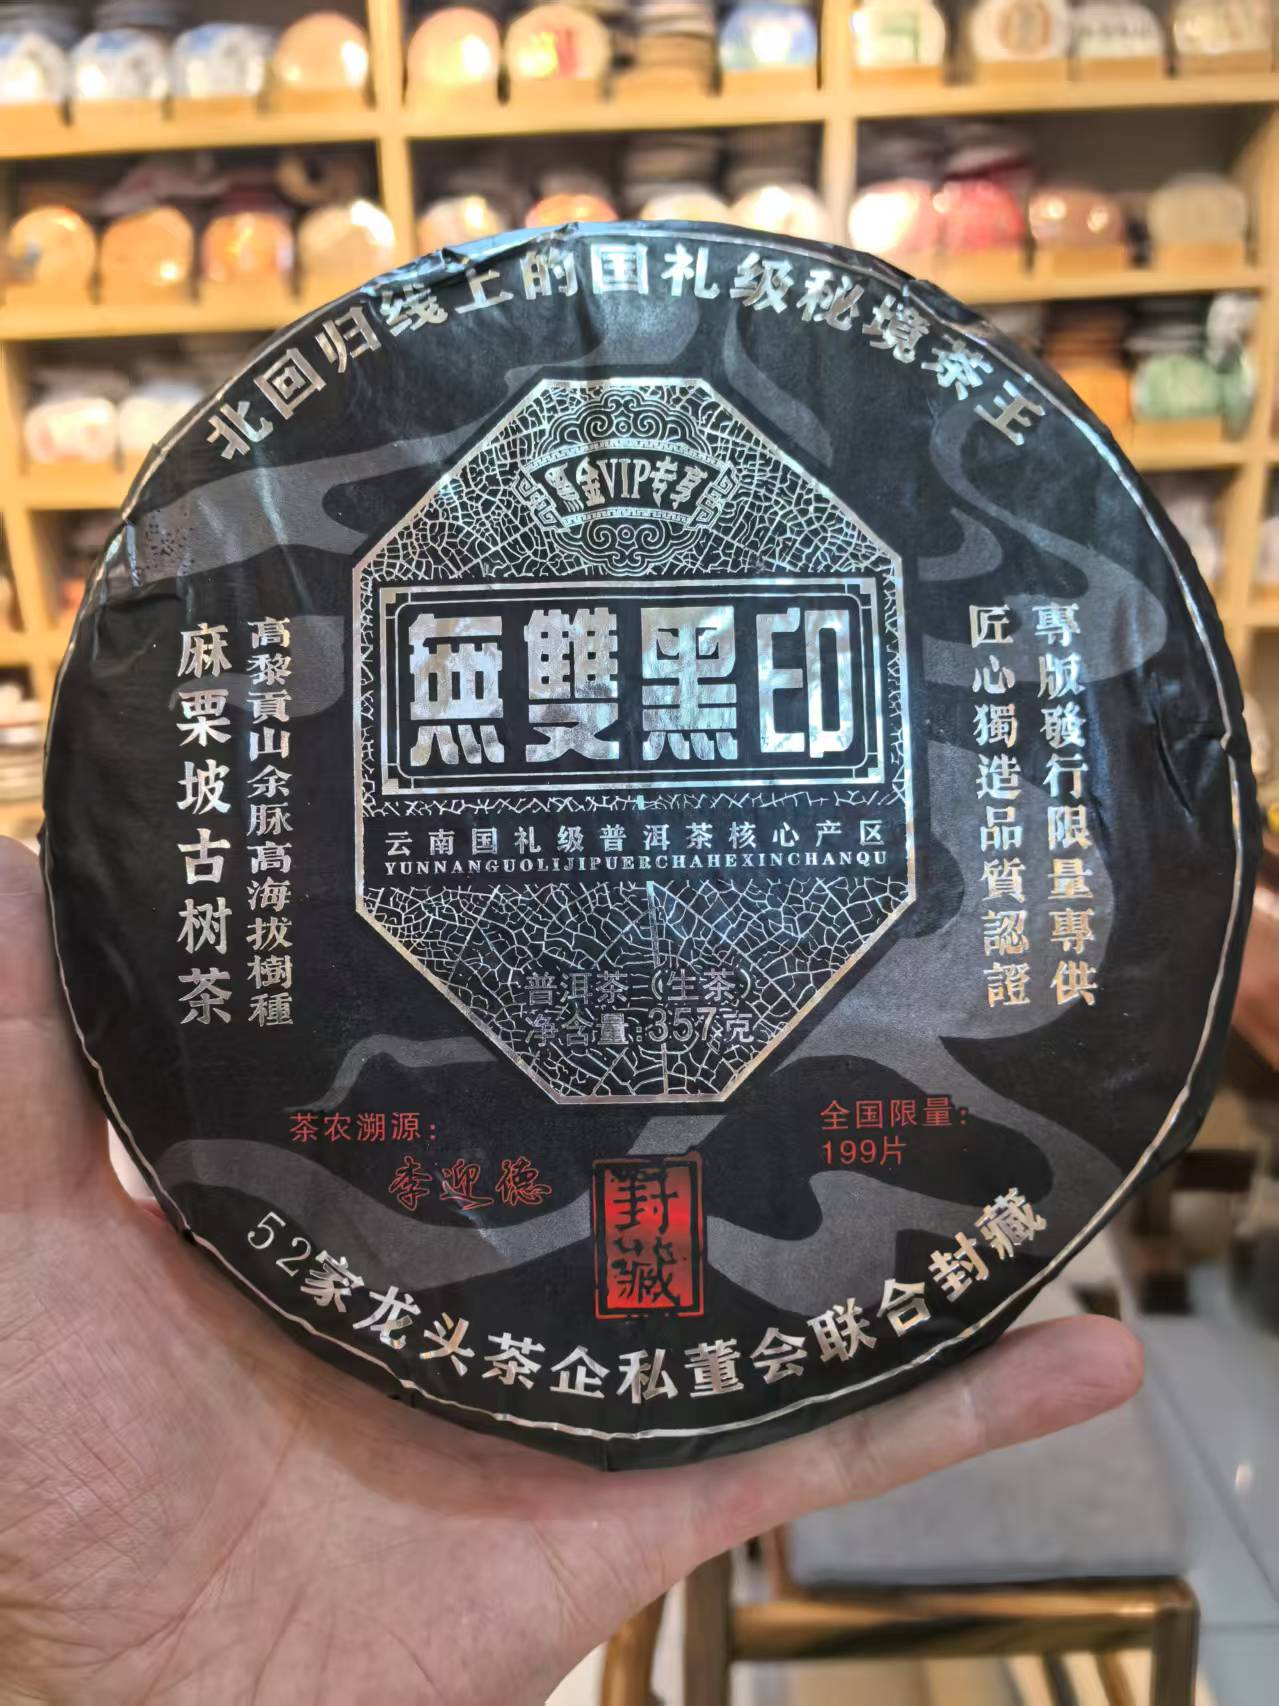 北回归线上的国礼级秘境茶王
黑金VIP专享
無雙黑印
云南国礼级普洱茶核心产区
YUNNANGUOLIJIPUERCHAHEXINCHANQU
普洱茶（生茶）
净含量:357克
專版發行限量專供
匠心獨造品質認證
高黎貢山余脉高海拔樹種
麻栗坡古树茶
茶农溯源：
李迎德
全国限量：
199片
封藏
52家龙头茶企私董会联合封藏